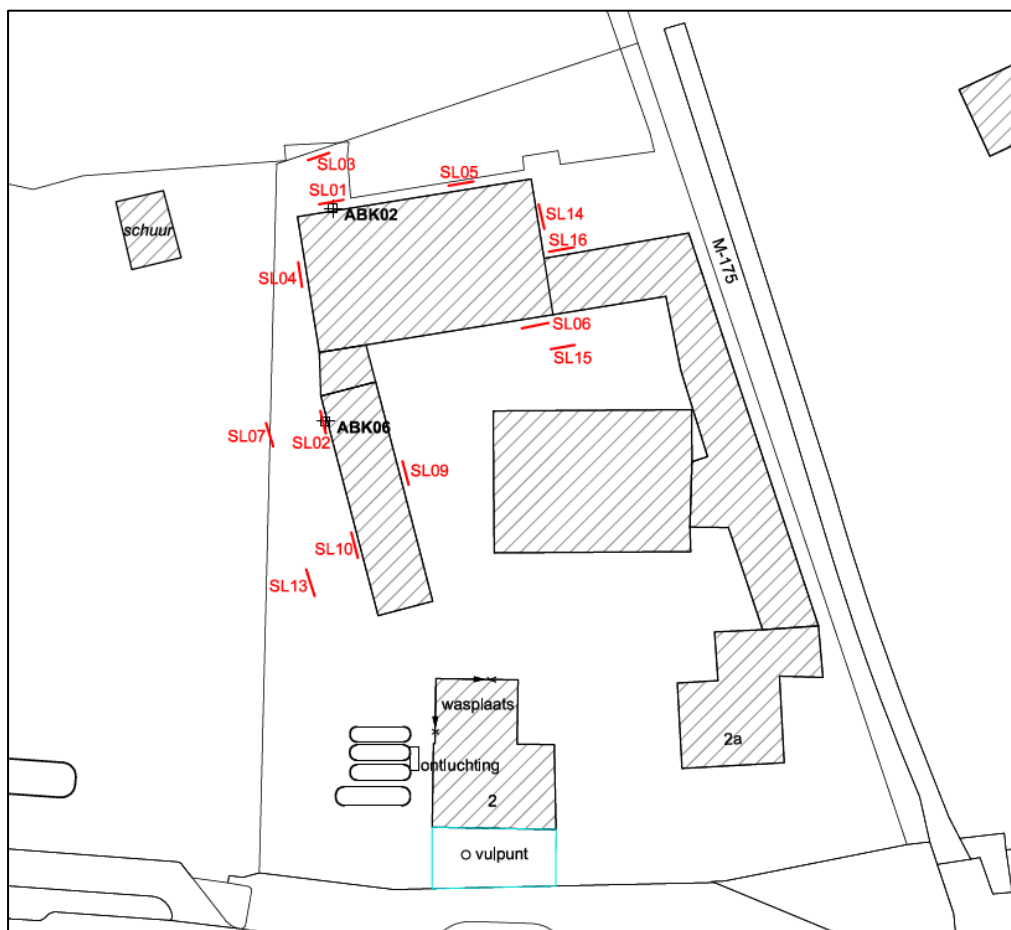 SL03
SL05
SL01
ABK02
SL14
schuur
SL16
M-175
SL04
SL06
SL15
ABK06
SL07
SL02
SL09
SL10
SL13
wasplaats
2a
ontluchting
2
vulpunt